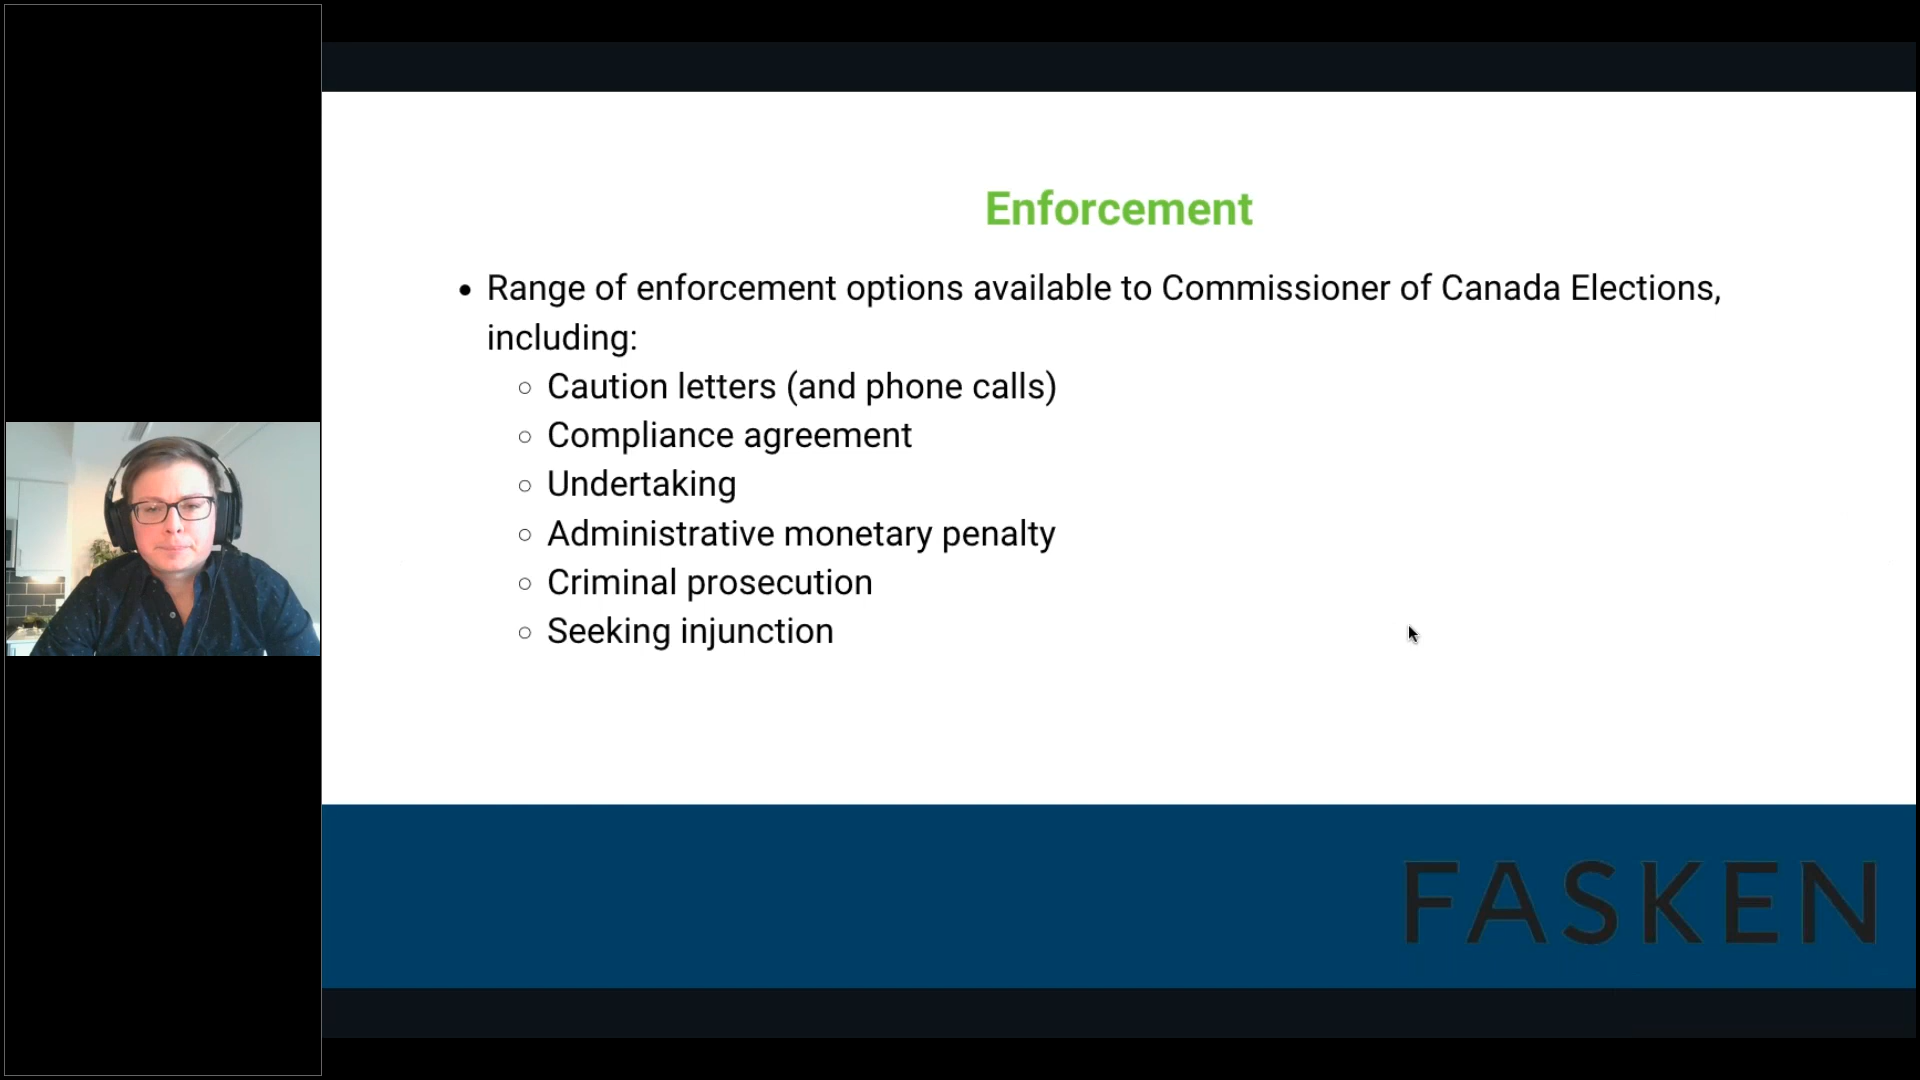 Enforcement
• Range of enforcement options available to Commissioner of Canada Elections,
including:
○ Caution letters (and phone calls)
○ Compliance agreement
○ Undertaking
○ Administrative monetary penalty
○ Criminal prosecution
○ Seeking injunction
FASKEN